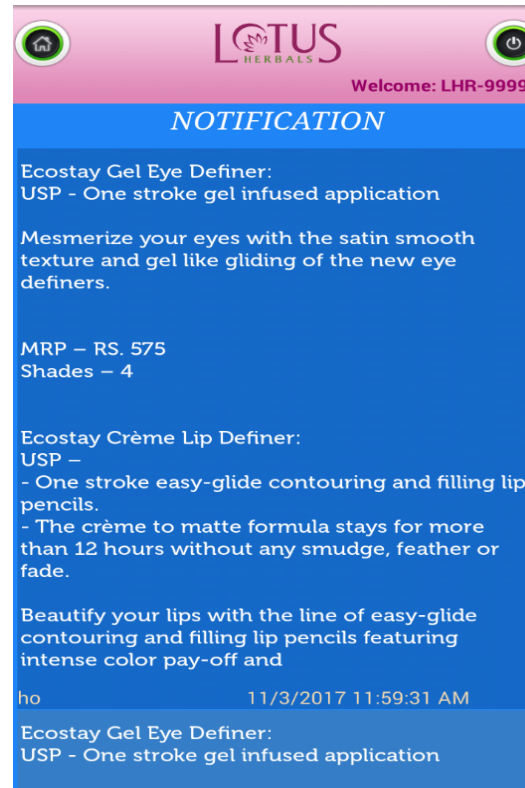 LOTUS
HERBALS
Welcome: LHR-9999
NOTIFICATION
Ecostay Gel Eye Definer:
USP - One stroke gel infused application
Mesmerize your eyes with the satin smooth
texture and gel like gliding of the new eye
definers.
MRP – RS. 575
Shades – 4
Ecostay Crème Lip Definer:
USP –
- One stroke easy-glide contouring and filling lip
pencils.
- The crème to matte formula stays for more
than 12 hours without any smudge, feather or
fade.
Beautify your lips with the line of easy-glide
contouring and filling lip pencils featuring
intense color pay-off and
ho 11/3/2017 11:59:31 AM
Ecostay Gel Eye Definer:
USP - One stroke gel infused application